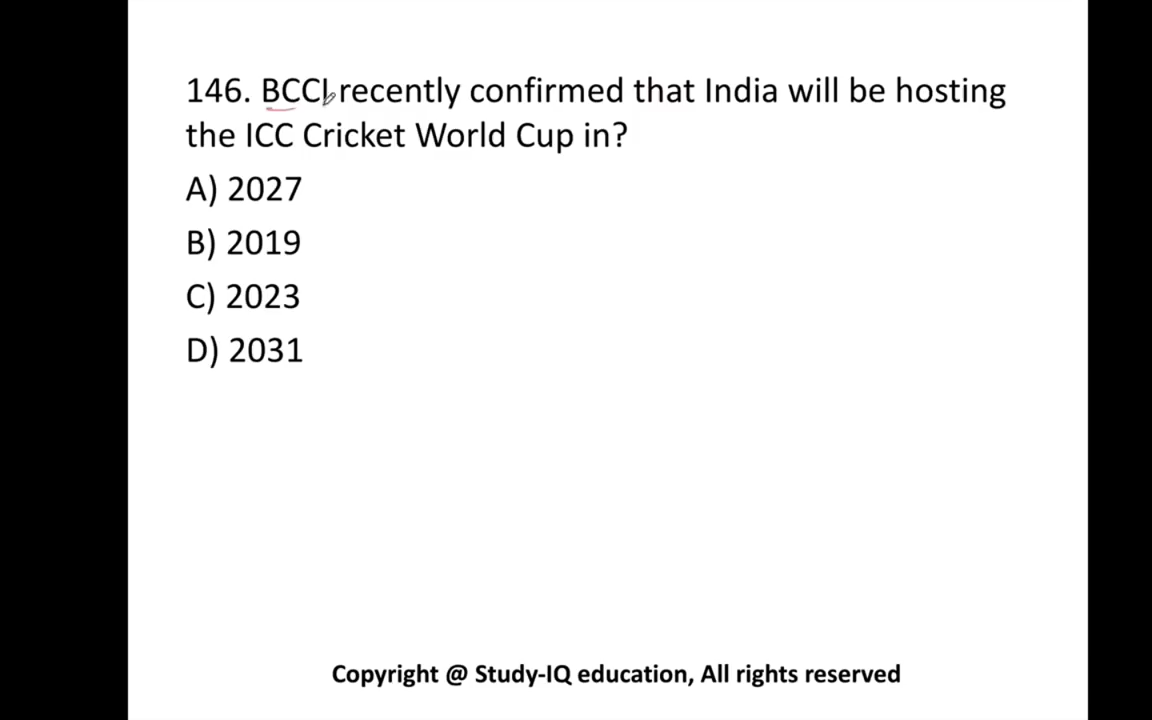 146. BCCI recently confirmed that India will be hosting
the ICC Cricket World Cup in?
A) 2027
B) 2019
C) 2023
D) 2031
Copyright @ Study-IQ education, All rights reserved